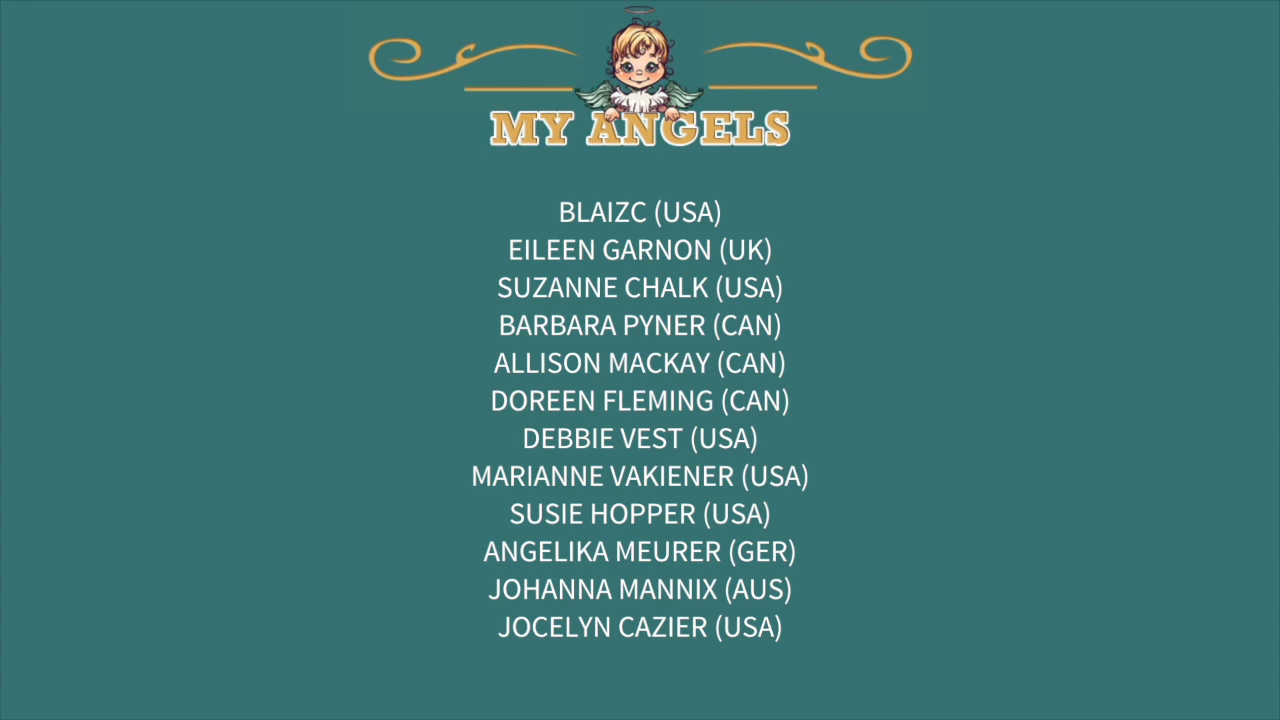 MY ANGELS
BLAIZC (USA)
EILEEN GARNON (UK)
SUZANNE CHALK (USA)
BARBARA PYNER (CAN)
ALLISON MACKAY (CAN)
DOREEN FLEMING (CAN)
DEBBIE VEST (USA)
MARIANNE VAKIENER (USA)
SUSIE HOPPER (USA)
ANGELIKA MEURER (GER)
JOHANNA MANNIX (AUS)
JOCELYN CAZIER (USA)